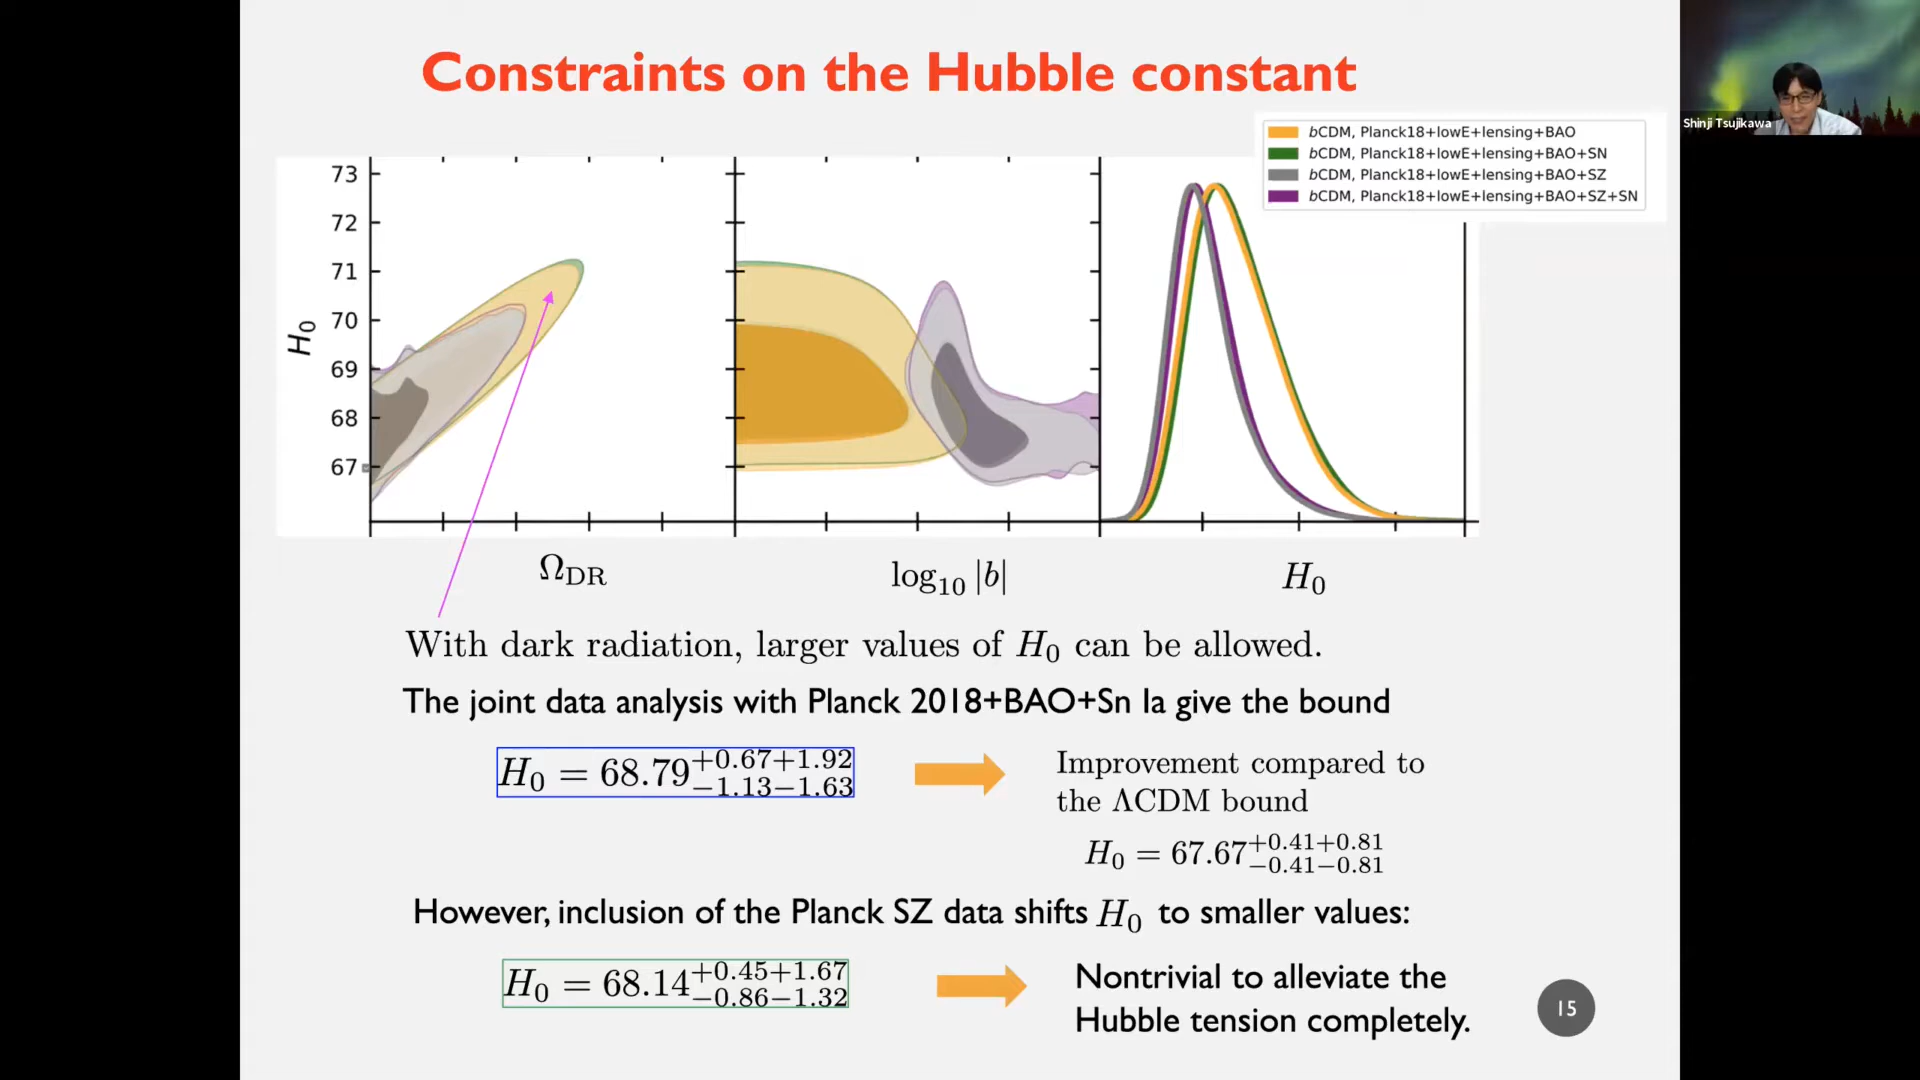 Constraints on the Hubble constant
Shinji Tsujikawa
bCDM, Planck18+lowE+lensing+BAO
bCDM, Planck18+lowE+lensing+BAO+SN
bCDM, Planck18+lowE+lensing+BAO+SZ
bCDM, Planck18+lowE+lensing+BAO+SZ+SN
73
72
71
70
69
68
67
H₀
Ω_DR
log₁₀ |b|
H₀
With dark radiation, larger values of H₀ can be allowed.
The joint data analysis with Planck 2018+BAO+Sn Ia give the bound
H₀ = 68.79^{+0.67+1.92}_{−1.13−1.63}
Improvement compared to
the ΛCDM bound
H₀ = 67.67^{+0.41+0.81}_{−0.41−0.81}
However, inclusion of the Planck SZ data shifts H₀ to smaller values:
H₀ = 68.14^{+0.45+1.67}_{−0.86−1.32}
Nontrivial to alleviate the
Hubble tension completely.
15